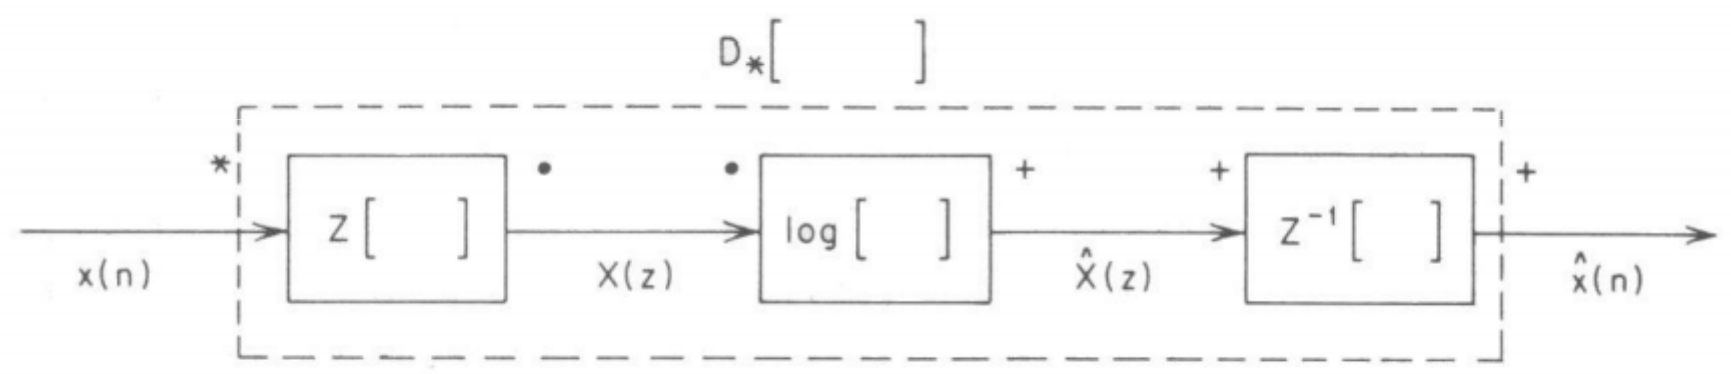 D*[ ]
* • • + + +
Z[ ] log[ ] Z⁻¹[ ]
x(n) X(z) X̂(z) x̂(n)